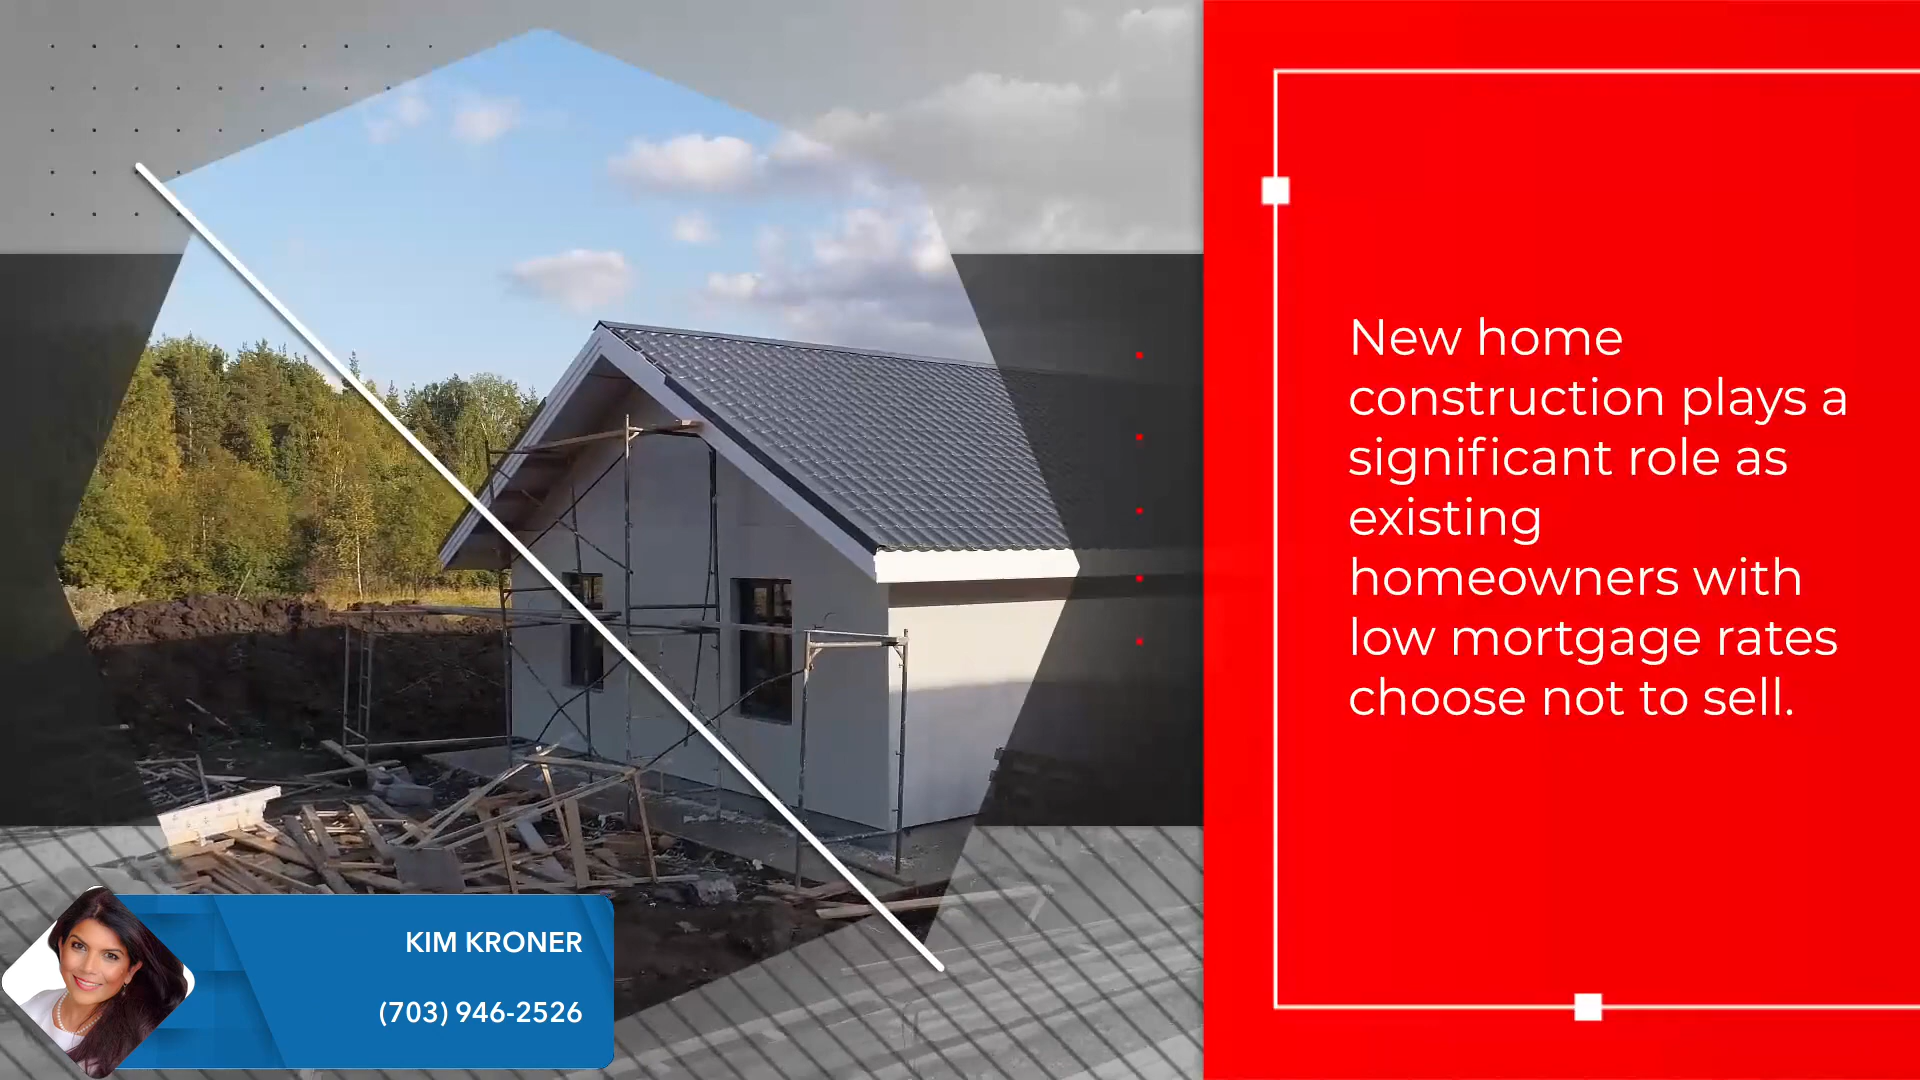 New home
construction plays a
significant role as
existing
homeowners with
low mortgage rates
choose not to sell.
KIM KRONER
(703) 946-2526